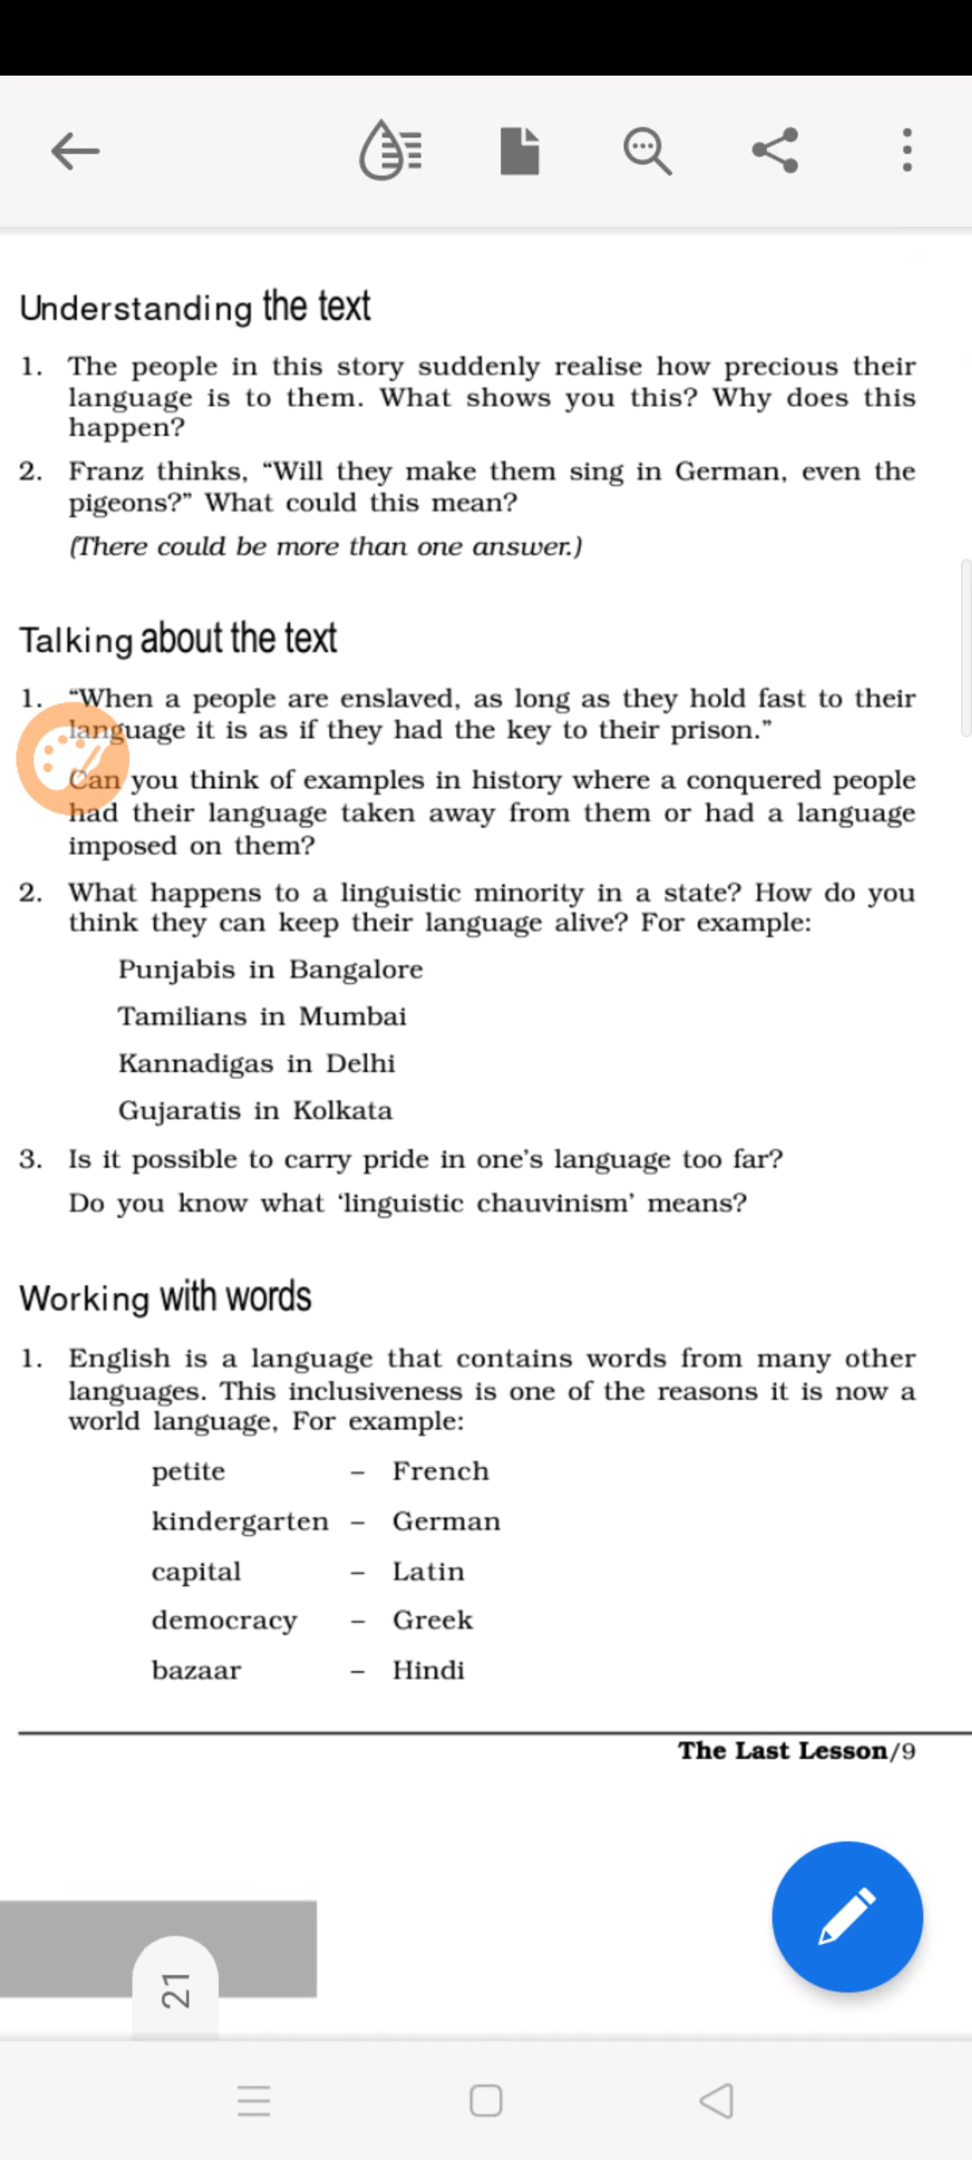 Understanding the text
1. The people in this story suddenly realise how precious their
language is to them. What shows you this? Why does this
happen?
2. Franz thinks, “Will they make them sing in German, even the
pigeons?” What could this mean?
(There could be more than one answer.)
Talking about the text
1. “When a people are enslaved, as long as they hold fast to their
language it is as if they had the key to their prison.”
Can you think of examples in history where a conquered people
had their language taken away from them or had a language
imposed on them?
2. What happens to a linguistic minority in a state? How do you
think they can keep their language alive? For example:
Punjabis in Bangalore
Tamilians in Mumbai
Kannadigas in Delhi
Gujaratis in Kolkata
3. Is it possible to carry pride in one’s language too far?
Do you know what ‘linguistic chauvinism’ means?
Working with words
1. English is a language that contains words from many other
languages. This inclusiveness is one of the reasons it is now a
world language, For example:
petite – French
kindergarten – German
capital – Latin
democracy – Greek
bazaar – Hindi
The Last Lesson/9
21